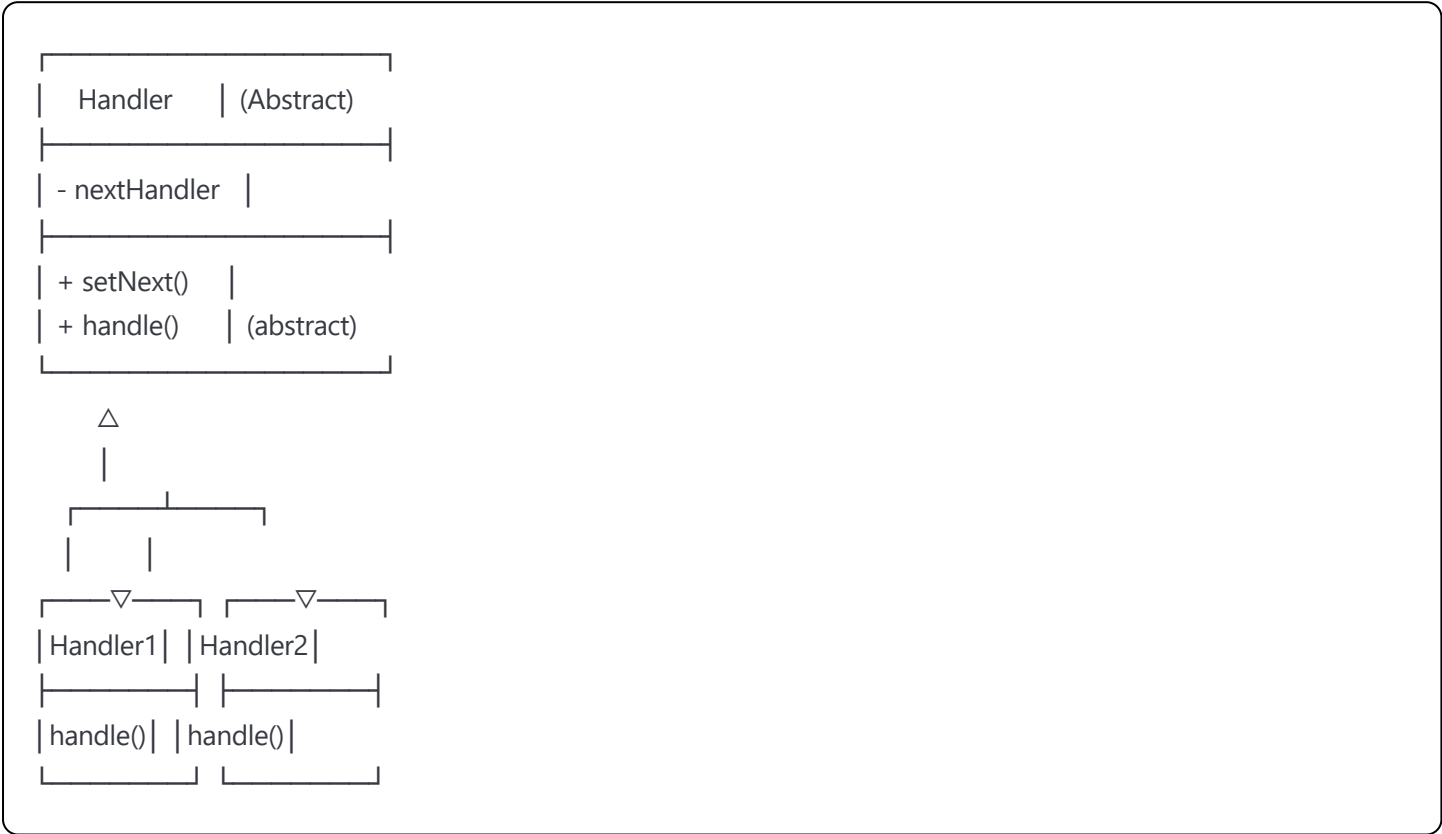 Handler (Abstract)
- nextHandler
+ setNext()
+ handle() (abstract)
Handler1 Handler2
handle() handle()